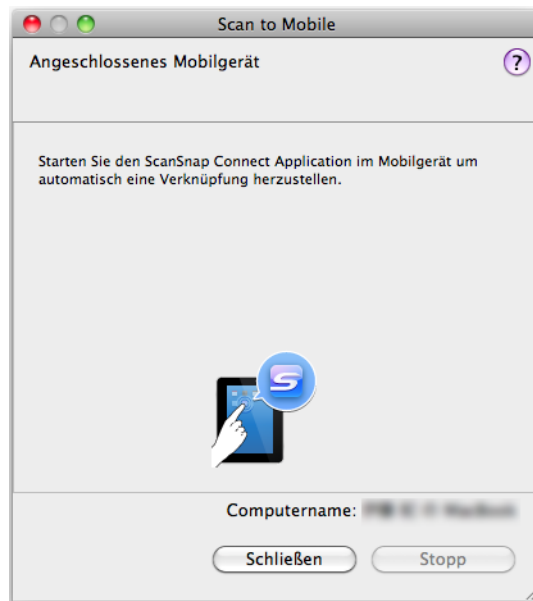 Scan to Mobile
Angeschlossenes Mobilgerät
?
Starten Sie den ScanSnap Connect Application im Mobilgerät um
automatisch eine Verknüpfung herzustellen.
S
Computername:
Schließen
Stopp